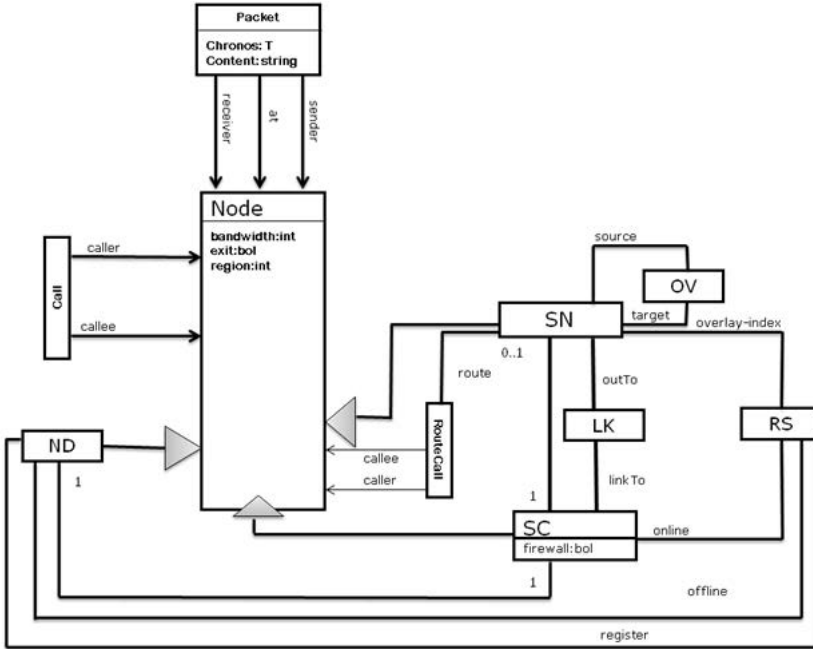 Packet
Chronos: T
Content:string
receiver
at
sender
Node
bandwidth:int
exit:bol
region:int
caller
Call
callee
source
OV
SN
target
overlay-index
0..1
route
outTo
RouteCall
LK
RS
ND
callee
1
linkTo
caller
1
SC
online
firewall:bol
1
offline
register